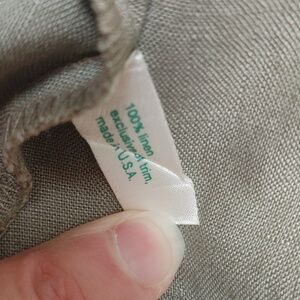 100% linen
exclusive of trim.
made in U.S.A.